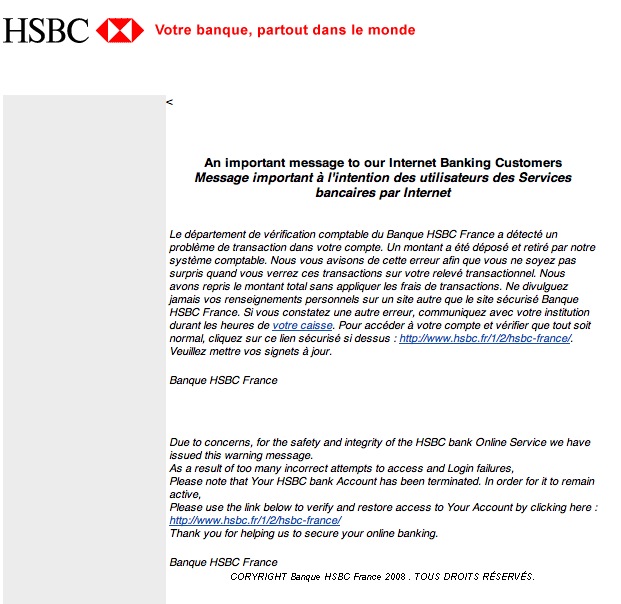 HSBC Votre banque, partout dans le monde
<
An important message to our Internet Banking Customers
Message important à l'intention des utilisateurs des Services
bancaires par Internet
Le département de vérification comptable du Banque HSBC France a détecté un
problème de transaction dans votre compte. Un montant a été déposé et retiré par notre
système comptable. Nous vous avisons de cette erreur afin que vous ne soyez pas
surpris quand vous verrez ces transactions sur votre relevé transactionnel. Nous
avons repris le montant total sans appliquer les frais de transactions. Ne divulguez
jamais vos renseignements personnels sur un site autre que le site sécurisé Banque
HSBC France. Si vous constatez une autre erreur, communiquez avec votre institution
durant les heures de votre caisse. Pour accéder à votre compte et vérifier que tout soit
normal, cliquez sur ce lien sécurisé si dessus : http://www.hsbc.fr/1/2/hsbc-france/.
Veuillez mettre vos signets à jour.
Banque HSBC France
Due to concerns, for the safety and integrity of the HSBC bank Online Service we have
issued this warning message.
As a result of too many incorrect attempts to access and Login failures,
Please note that Your HSBC bank Account has been terminated. In order for it to remain
active,
Please use the link below to verify and restore access to Your Account by clicking here :
http://www.hsbc.fr/1/2/hsbc-france/
Thank you for helping us to secure your online banking.
Banque HSBC France
CORYRIGHT Banque HSBC France 2008 . TOUS DROITS RÉSERVÉS.